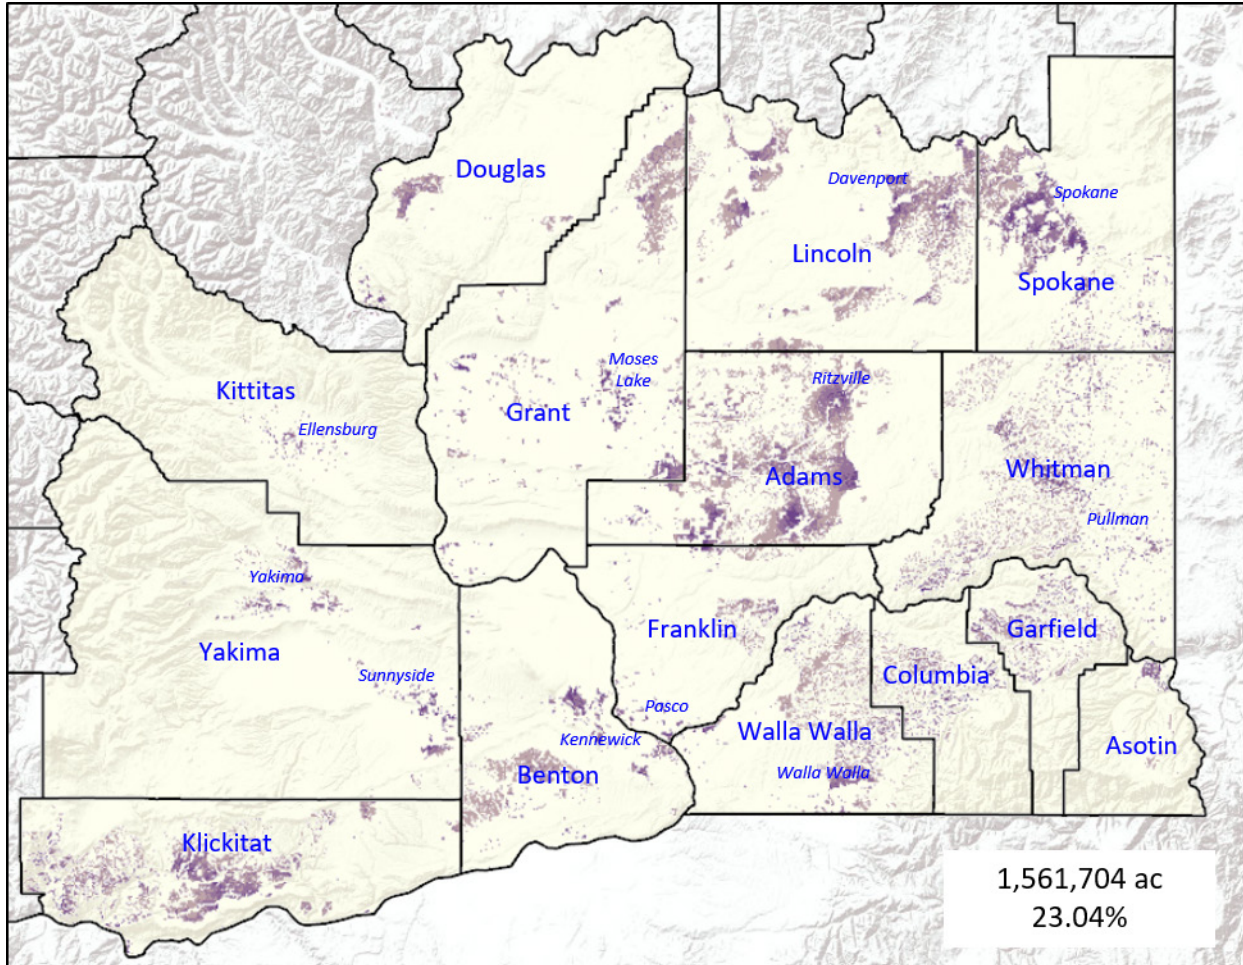 Douglas
Davenport
Spokane
Lincoln
Spokane
Moses
Lake
Ritzville
Kittitas
Grant
Ellensburg
Adams
Whitman
Pullman
Yakima
Franklin
Garfield
Yakima
Sunnyside
Columbia
Pasco
Walla Walla
Kennewick
Asotin
Benton
Walla Walla
Klickitat
1,561,704 ac
23.04%